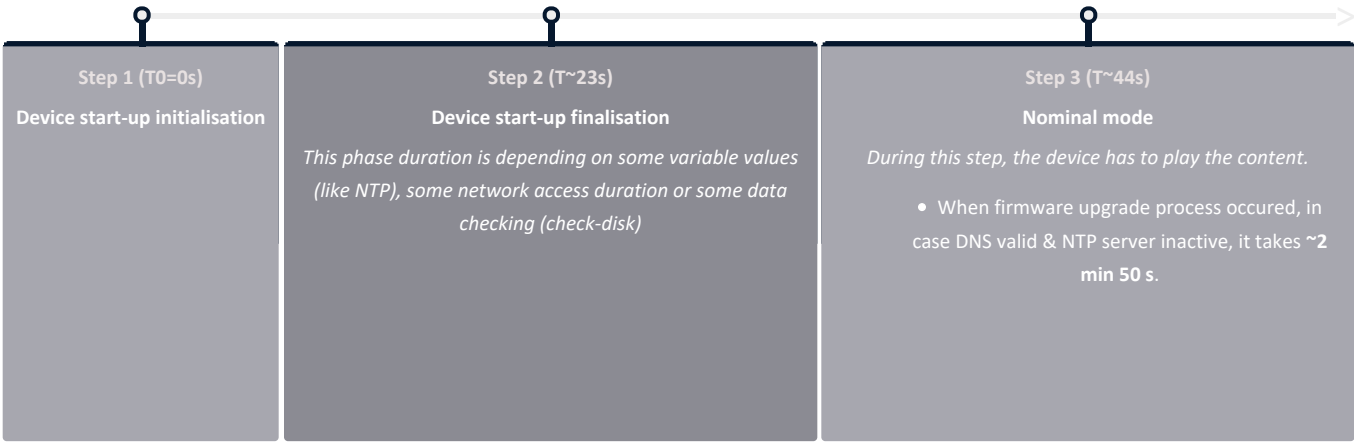 Step 1 (T0=0s)
Device start-up initialisation
Step 2 (T~23s)
Device start-up finalisation
This phase duration is depending on some variable values
(like NTP), some network access duration or some data
checking (check-disk)
Step 3 (T~44s)
Nominal mode
During this step, the device has to play the content.
• When firmware upgrade process occured, in
case DNS valid & NTP server inactive, it takes ~2
min 50 s.